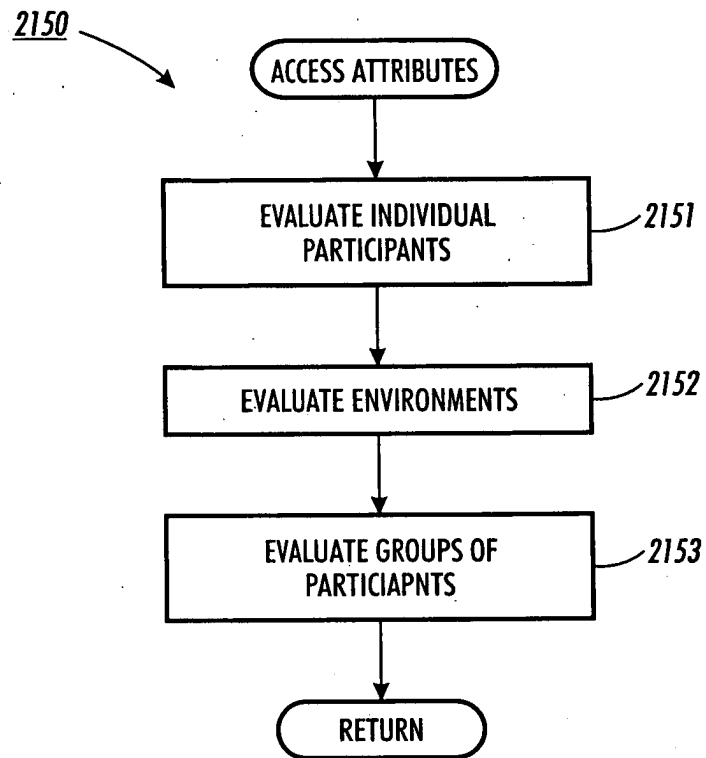 2150
ACCESS ATTRIBUTES
EVALUATE INDIVIDUAL
PARTICIPANTS
2151
EVALUATE ENVIRONMENTS
2152
EVALUATE GROUPS OF
PARTICIAPNTS
2153
RETURN